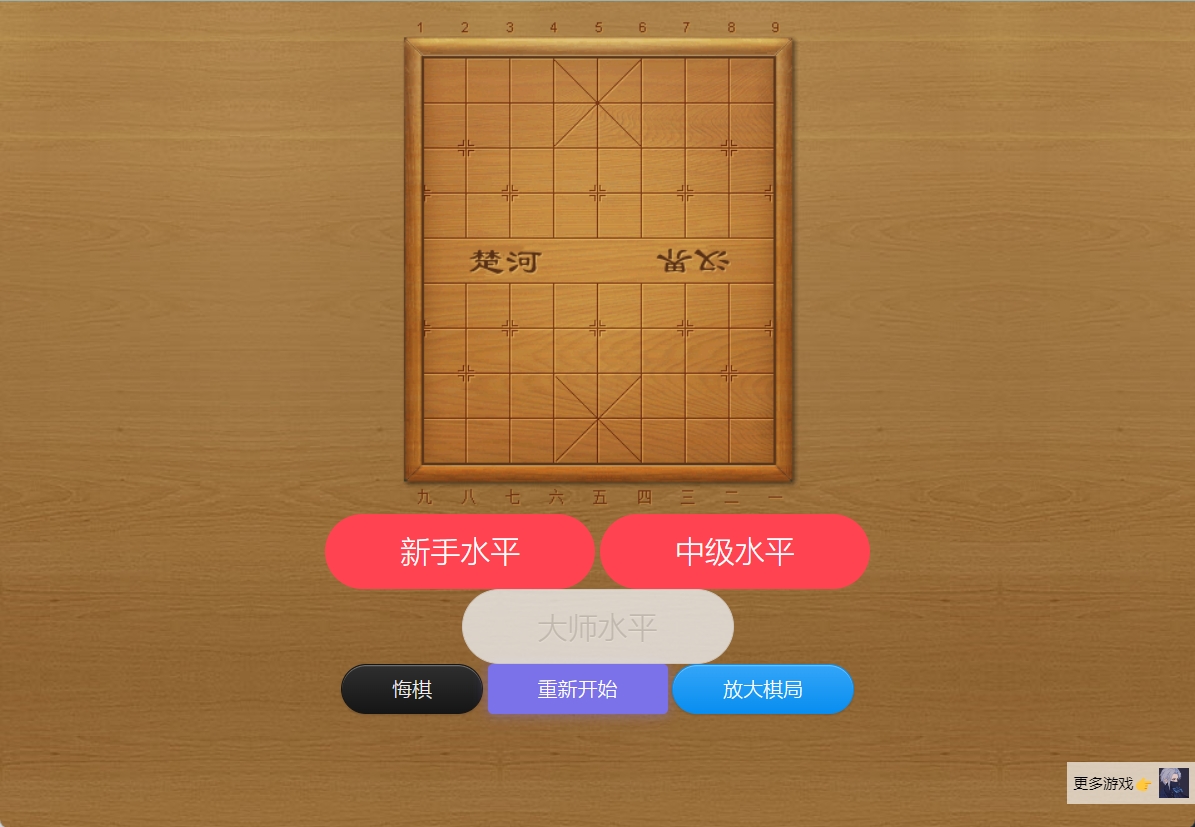 1 2 3 4 5 6 7 8 9
楚河 汉界
九 八 七 六 五 四 三 二 一
新手水平 中级水平
大师水平
悔棋 重新开始 放大棋局
更多游戏👉